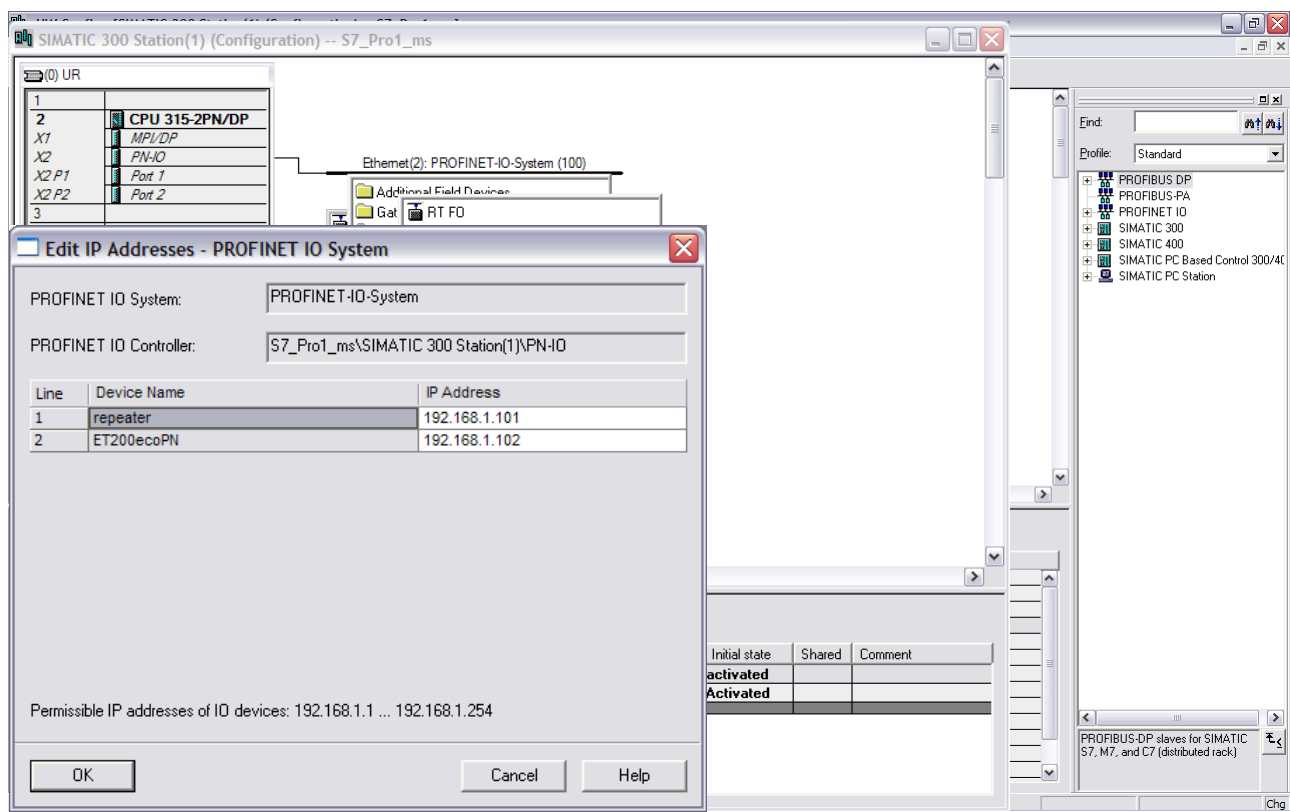 SIMATIC 300 Station(1) (Configuration) -- S7_Pro1_ms
(0) UR
1
2 CPU 315-2PN/DP
X1 MPI/DP
X2 PN-IO
X2 P1 Port 1
X2 P2 Port 2
3
Ethernet(2): PROFINET-IO-System (100)
Additional Field Devices
Gat
RT FO
Edit IP Addresses - PROFINET IO System
PROFINET IO System: PROFINET-IO-System
PROFINET IO Controller: S7_Pro1_ms\SIMATIC 300 Station(1)\PN-IO
Line Device Name IP Address
1 repeater 192.168.1.101
2 ET200ecoPN 192.168.1.102
Permissible IP addresses of IO devices: 192.168.1.1 ... 192.168.1.254
OK Cancel Help
Initial state Shared Comment
activated
Activated
Find:
Profile: Standard
PROFIBUS DP
PROFIBUS-PA
PROFINET IO
SIMATIC 300
SIMATIC 400
SIMATIC PC Based Control 300/4
SIMATIC PC Station
PROFIBUS-DP slaves for SIMATIC
S7, M7, and C7 (distributed rack)
Chg